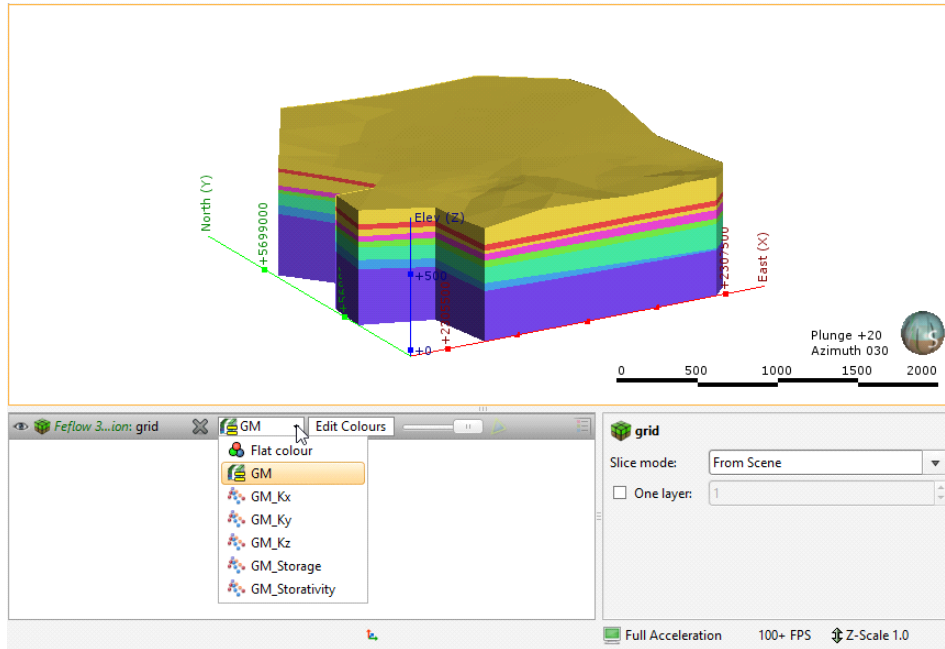 North (Y)
+5699000
Elev (Z)
+500
+0
+2307500
East (X)
Plunge +20
Azimuth 030
0 500 1000 1500 2000
Feflow 3...ion: grid
GM
Edit Colours
Flat colour
GM
GM_Kx
GM_Ky
GM_Kz
GM_Storage
GM_Storativity
grid
Slice mode: From Scene
One layer: 1
Full Acceleration 100+ FPS Z-Scale 1.0